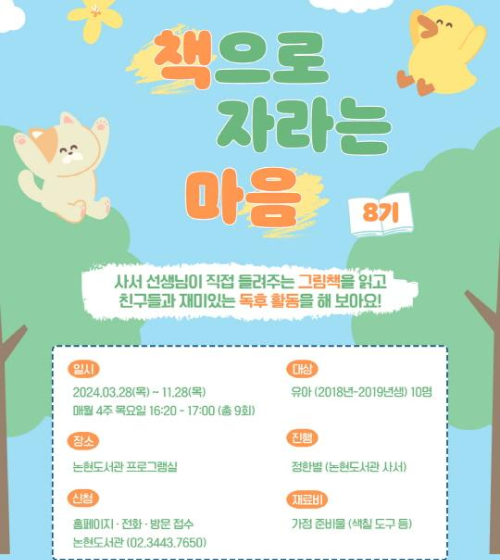 책으로
자라는
마음
8기
사서 선생님이 직접 들려주는 그림책을 읽고
친구들과 재미있는 독후 활동을 해 보아요!
일시
2024.03.28(목) ~ 11.28(목)
매월 4주 목요일 16:20 - 17:00 (총 9회)
대상
유아 (2018년-2019년생) 10명
장소
논현도서관 프로그램실
진행
정한별 (논현도서관 사서)
신청
홈페이지 · 전화 · 방문 접수
논현도서관 (02.3443.7650)
재료비
가정 준비물 (색칠 도구 등)